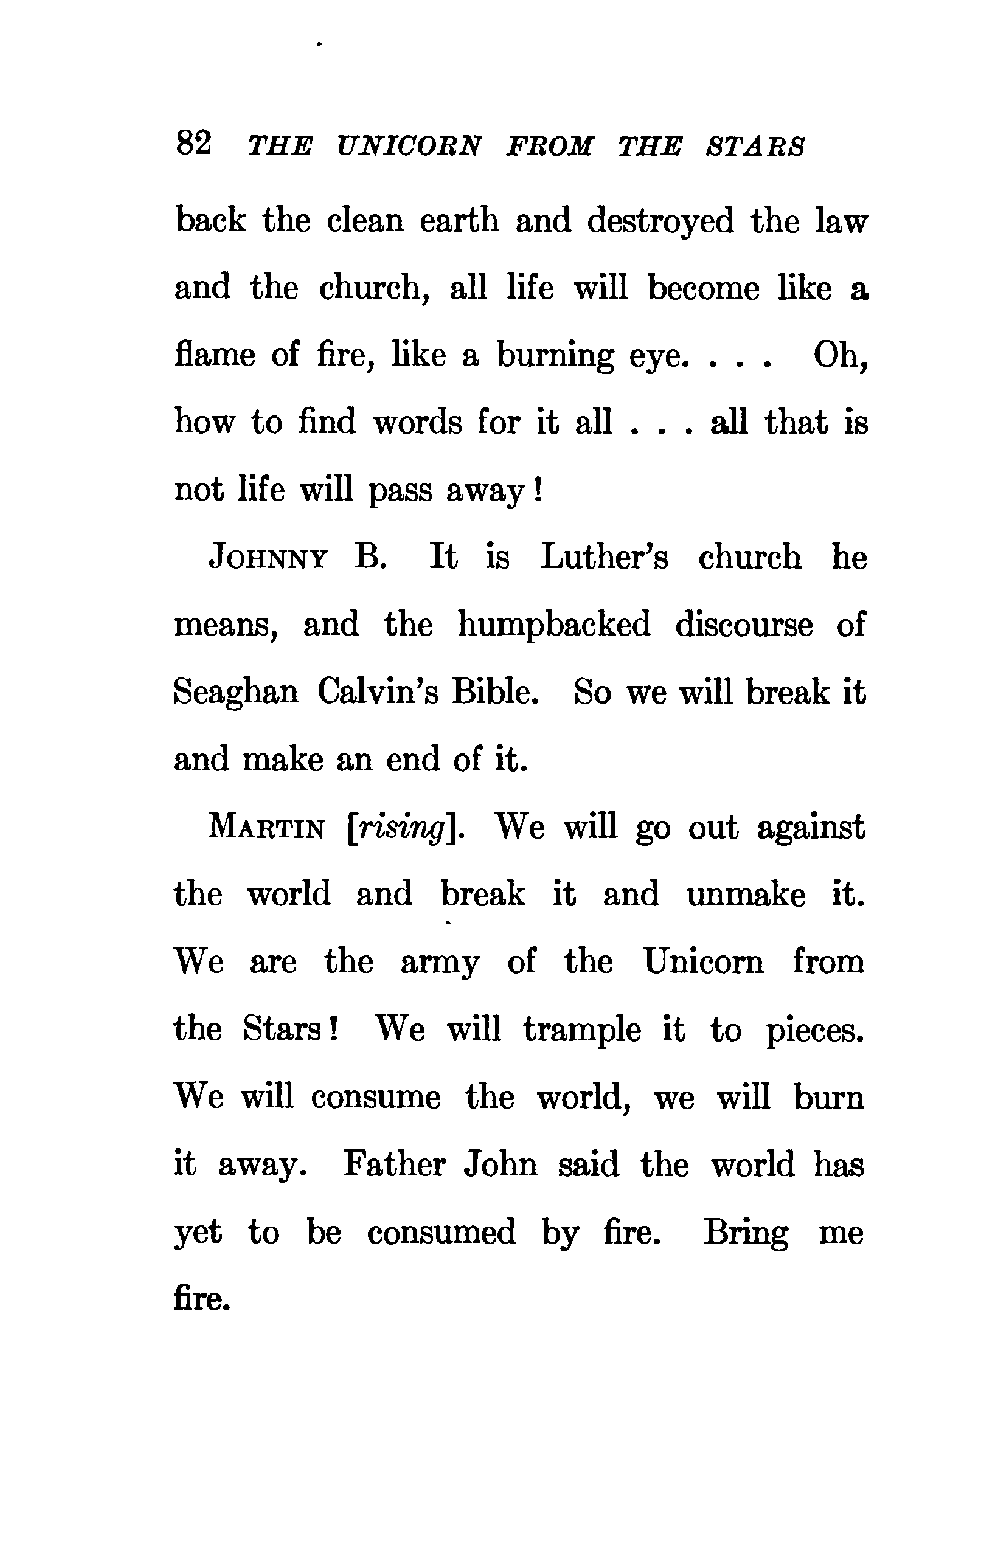 82 THE UNICORN FROM THE STARS
back the clean earth and destroyed the law
and the church, all life will become like a
flame of fire, like a burning eye. . . . Oh,
how to find words for it all . . . all that is
not life will pass away!
JOHNNY B. It is Luther's church he
means, and the humpbacked discourse of
Seaghan Calvin's Bible. So we will break it
and make an end of it.
MARTIN [rising]. We will go out against
the world and break it and unmake it.
We are the army of the Unicorn from
the Stars! We will trample it to pieces.
We will consume the world, we will burn
it away. Father John said the world has
yet to be consumed by fire. Bring me
fire.